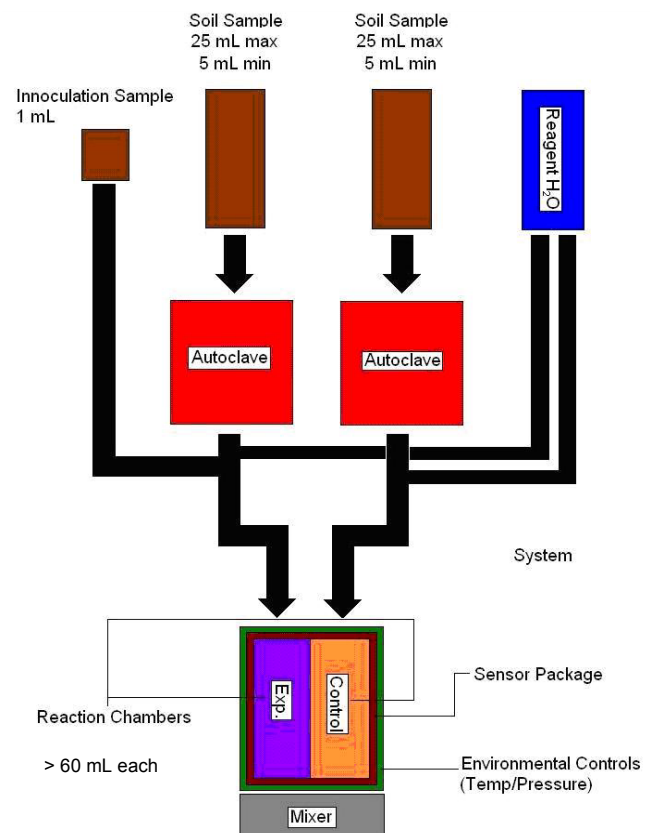 Soil Sample
25 mL max
5 mL min
Soil Sample
25 mL max
5 mL min
Innoculation Sample
1 mL
Reagent H₂O
Autoclave
Autoclave
System
Exp.
Control
Sensor Package
Reaction Chambers
> 60 mL each
Environmental Controls
(Temp/Pressure)
Mixer